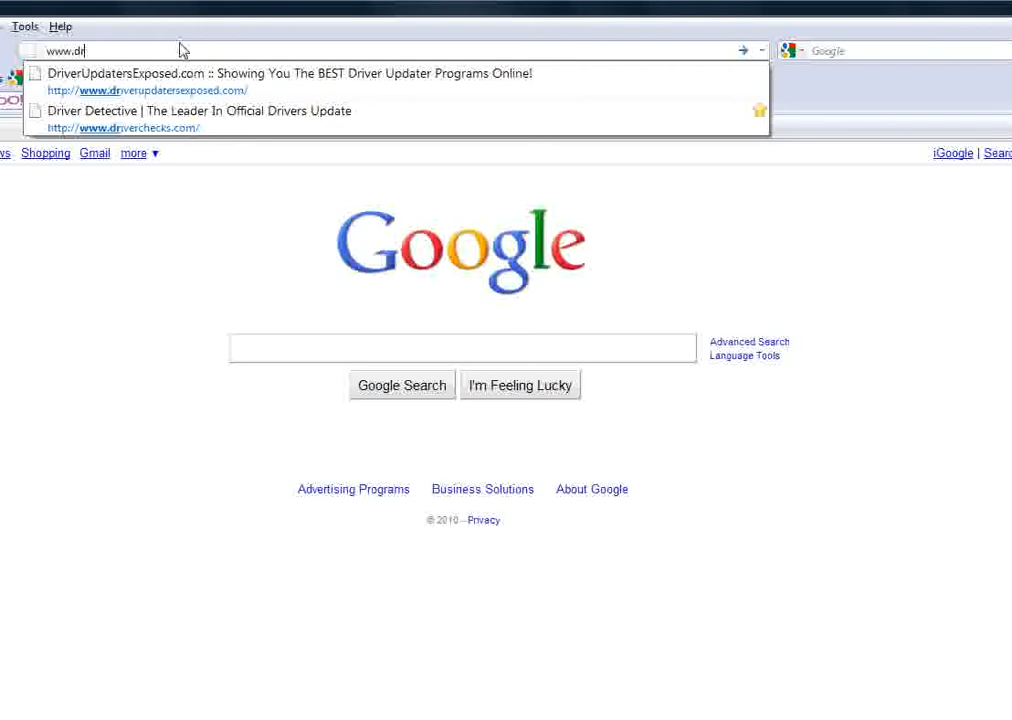 Tools Help
www.dr
Google
DriverUpdatersExposed.com :: Showing You The BEST Driver Updater Programs Online!
http://www.driverupdatersexposed.com/
Driver Detective | The Leader In Official Drivers Update
http://www.driverchecks.com/
ws Shopping Gmail more ▼
iGoogle | Searc
Google
Advanced Search
Language Tools
Google Search I'm Feeling Lucky
Advertising Programs Business Solutions About Google
© 2010 - Privacy